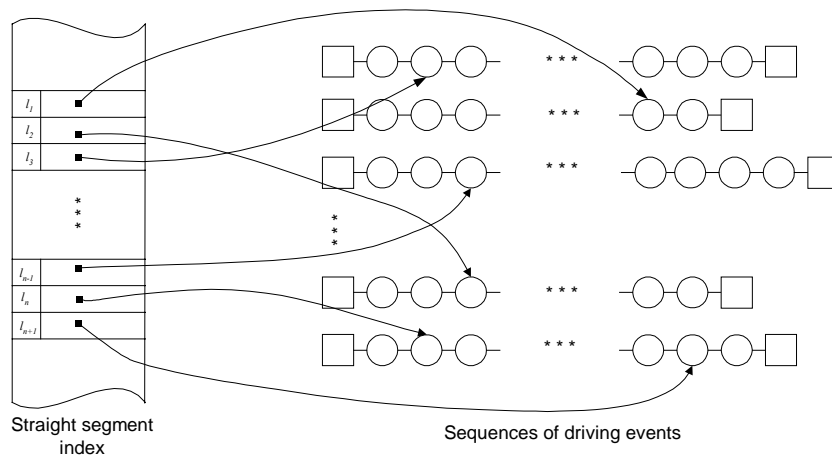 l1
l2
l3
* * *
ln-1
ln
ln+1
Straight segment
index
* * *
* * *
* * *
* * *
* * *
* * *
Sequences of driving events